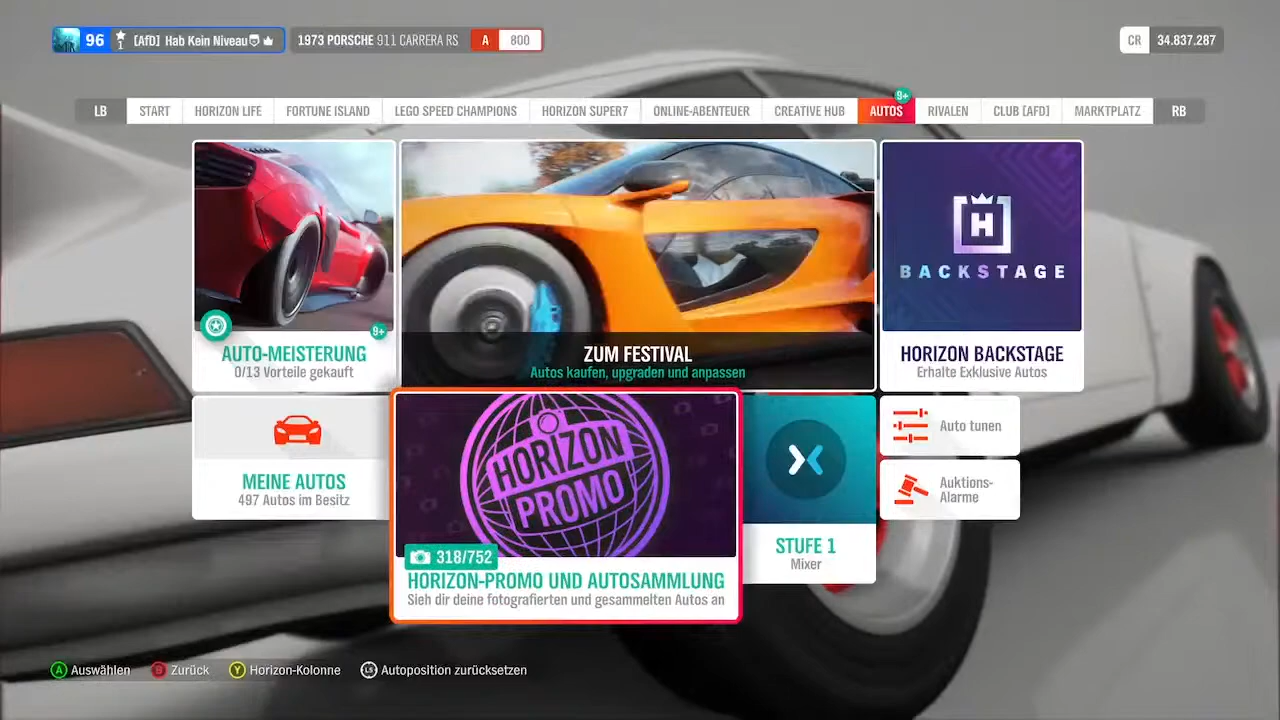 96 1 [AfD] Hab Kein Niveau 1973 PORSCHE 911 CARRERA RS A 800 CR 34.837.287
LB START HORIZON LIFE FORTUNE ISLAND LEGO SPEED CHAMPIONS HORIZON SUPER7 ONLINE-ABENTEUER CREATIVE HUB AUTOS 9+ RIVALEN CLUB [AFD] MARKTPLATZ RB
9+
AUTO-MEISTERUNG
0/13 Vorteile gekauft
ZUM FESTIVAL
Autos kaufen, upgraden und anpassen
H
BACKSTAGE
HORIZON BACKSTAGE
Erhalte Exklusive Autos
MEINE AUTOS
497 Autos im Besitz
HORIZON
PROMO
318/752
HORIZON-PROMO UND AUTOSAMMLUNG
Sieh dir deine fotografierten und gesammelten Autos an
STUFE 1
Mixer
Auto tunen
Auktions-
Alarme
A Auswählen B Zurück Y Horizon-Kolonne LS Autoposition zurücksetzen